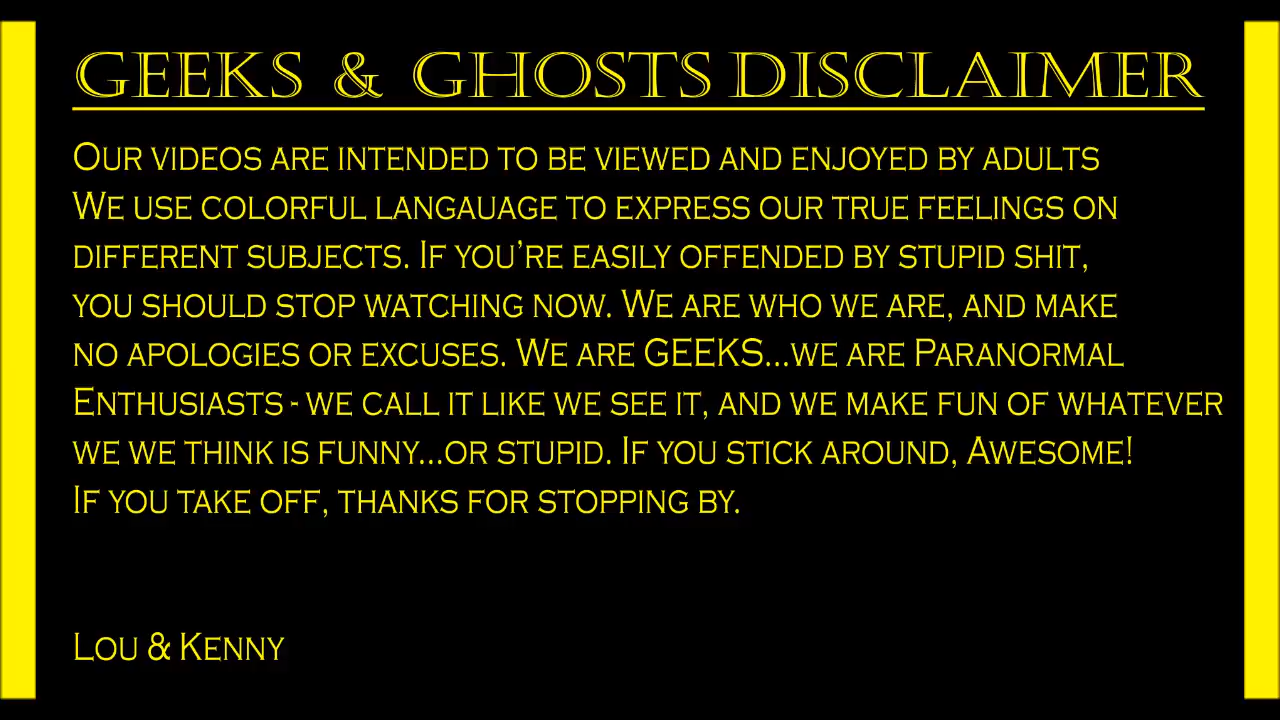 GEEKS & GHOSTS DISCLAIMER
Our videos are intended to be viewed and enjoyed by adults
We use colorful langauage to express our true feelings on
different subjects. If you’re easily offended by stupid shit,
you should stop watching now. We are who we are, and make
no apologies or excuses. We are GEEKS...we are Paranormal
Enthusiasts - we call it like we see it, and we make fun of whatever
we we think is funny...or stupid. If you stick around, Awesome!
If you take off, thanks for stopping by.
Lou & Kenny